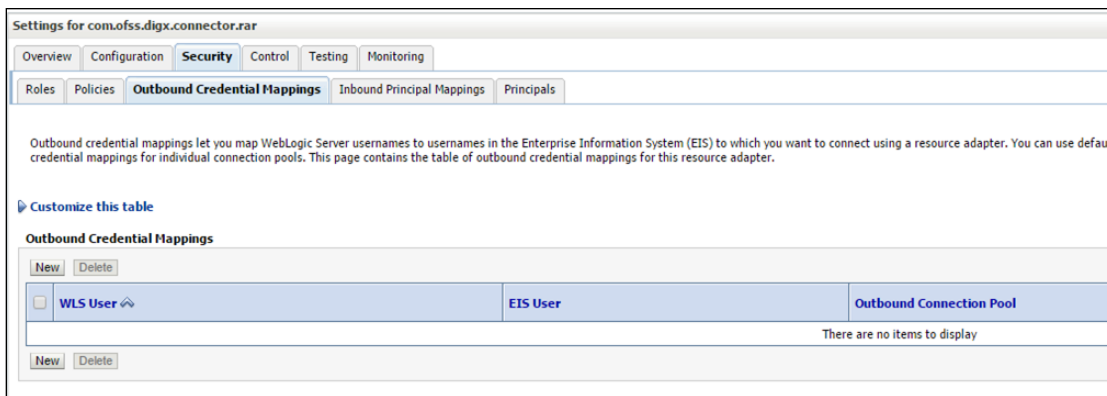 Settings for com.ofss.digx.connector.rar
Overview Configuration Security Control Testing Monitoring
Roles Policies Outbound Credential Mappings Inbound Principal Mappings Principals
Outbound credential mappings let you map WebLogic Server usernames to usernames in the Enterprise Information System (EIS) to which you want to connect using a resource adapter. You can use defau
credential mappings for individual connection pools. This page contains the table of outbound credential mappings for this resource adapter.
Customize this table
Outbound Credential Mappings
New Delete
WLS User EIS User Outbound Connection Pool
There are no items to display
New Delete